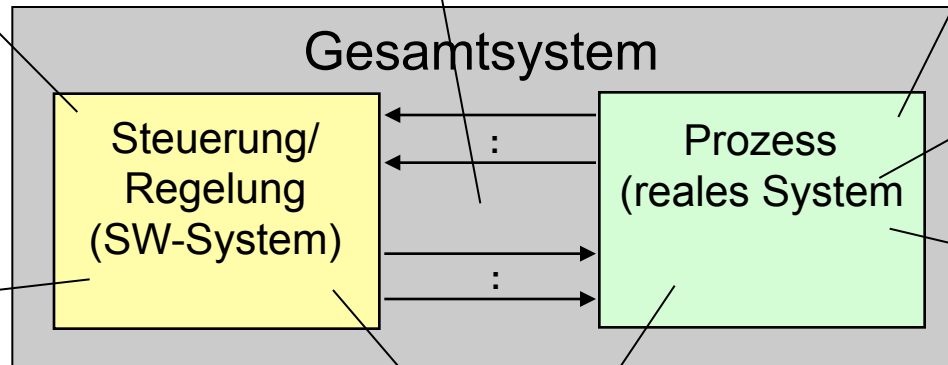 Gesamtsystem
Steuerung/
Regelung
(SW-System)
:
:
Prozess
(reales System